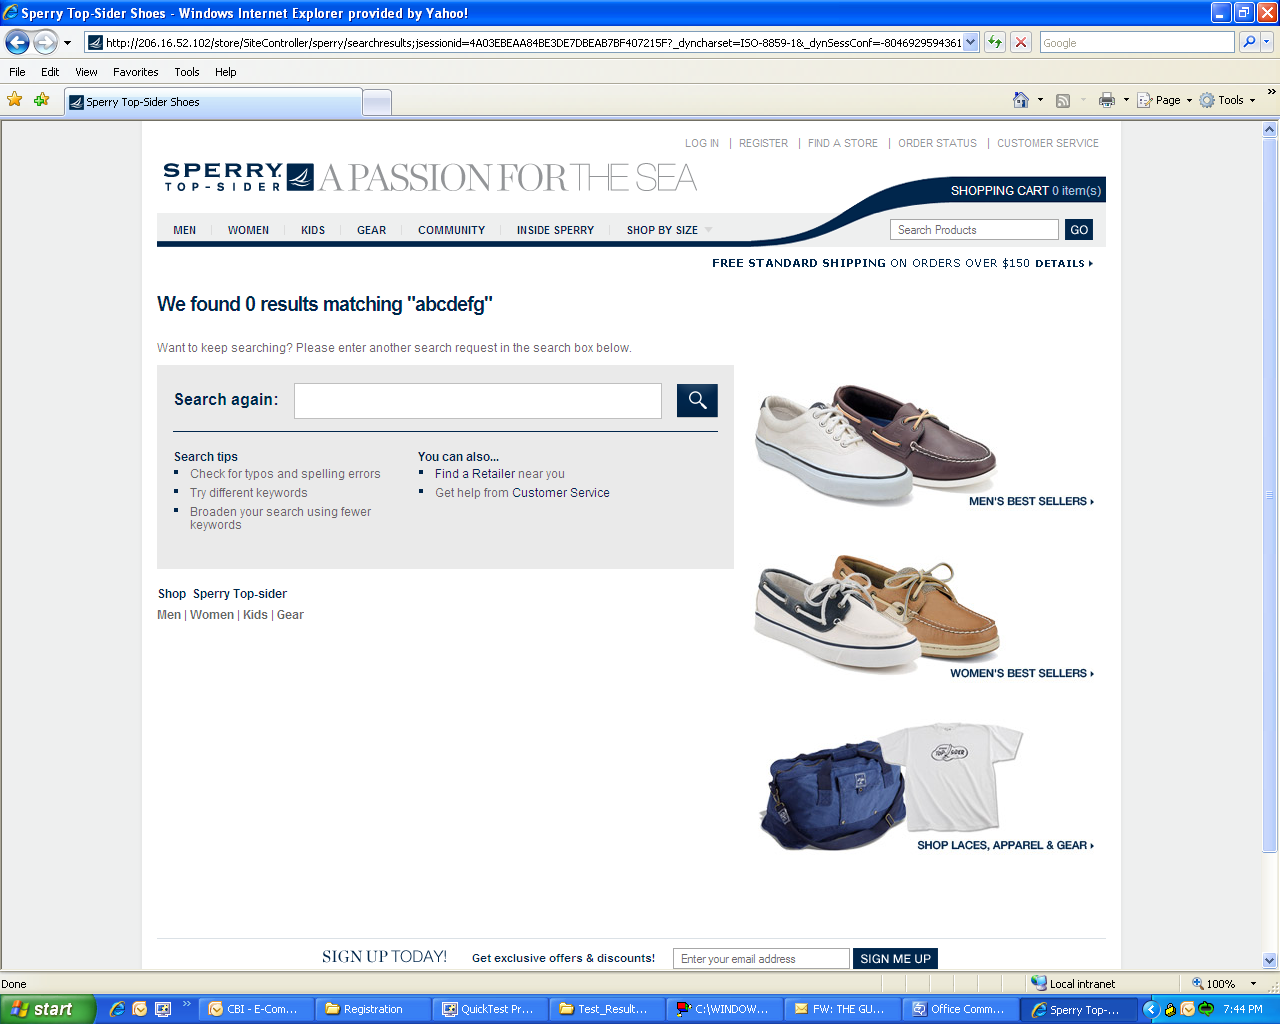 Sperry Top-Sider Shoes - Windows Internet Explorer provided by Yahoo!
http://206.16.52.102/store/SiteController/sperry/searchresults;jsessionid=4A03EBEAA84BE3DE7DBEAB7BF407215F?_dyncharset=ISO-8859-1&_dynSessConf=-8046929594361
Google
File Edit View Favorites Tools Help
Sperry Top-Sider Shoes
Page Tools »
LOG IN | REGISTER | FIND A STORE | ORDER STATUS | CUSTOMER SERVICE
SPERRY
TOP-SIDER
A PASSION FOR THE SEA
SHOPPING CART 0 item(s)
MEN WOMEN KIDS GEAR COMMUNITY INSIDE SPERRY SHOP BY SIZE
Search Products GO
FREE STANDARD SHIPPING ON ORDERS OVER $150 DETAILS
We found 0 results matching "abcdefg"
Want to keep searching? Please enter another search request in the search box below.
Search again:
Search tips
Check for typos and spelling errors
Try different keywords
Broaden your search using fewer
keywords
You can also...
Find a Retailer near you
Get help from Customer Service
Shop Sperry Top-sider
Men | Women | Kids | Gear
MEN'S BEST SELLERS
WOMEN'S BEST SELLERS
TOP-SIDER
SHOP LACES, APPAREL & GEAR
SIGN UP TODAY! Get exclusive offers & discounts! Enter your email address SIGN ME UP
Done Local intranet 100%
start » CBI - E-Com... Registration QuickTest Pr... Test_Result... C:\WINDOW... FW: THE GU... Office Comm... Sperry Top-... 7:44 PM